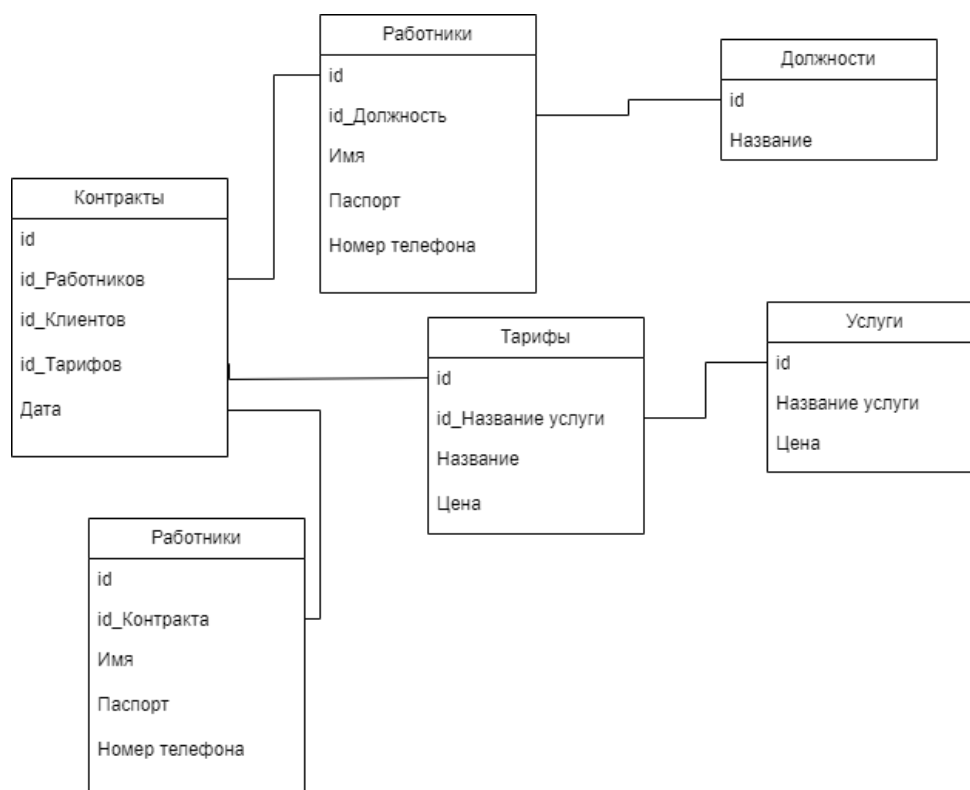 Работники
id
id_Должность
Имя
Паспорт
Номер телефона
Должности
id
Название
Контракты
id
id_Работников
id_Клиентов
id_Тарифов
Дата
Тарифы
id
id_Название услуги
Название
Цена
Услуги
id
Название услуги
Цена
Работники
id
id_Контракта
Имя
Паспорт
Номер телефона